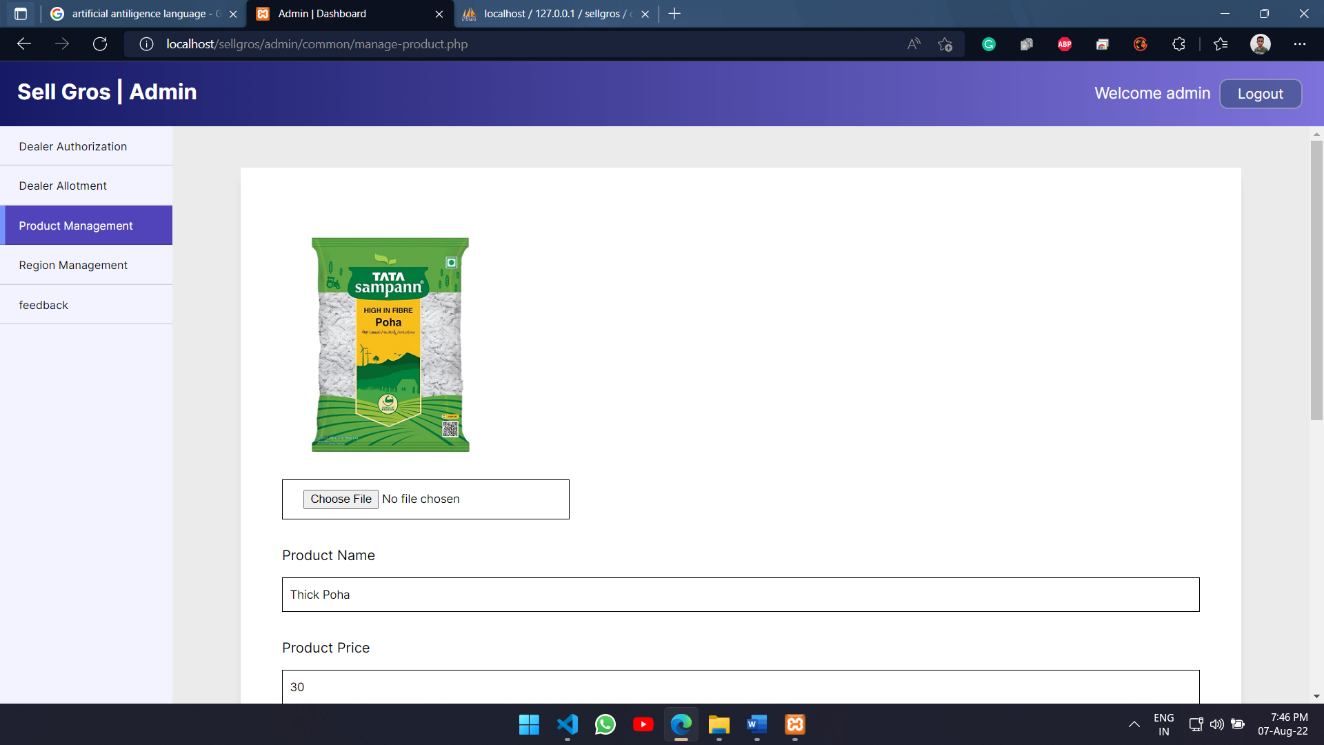 artificial antiligence language - G
Admin | Dashboard
localhost / 127.0.0.1 / sellgros / c
localhost/sellgros/admin/common/manage-product.php
ABP
Sell Gros | Admin
Welcome admin
Logout
Dealer Authorization
Dealer Allotment
Product Management
Region Management
feedback
TATA
sampann
HIGH IN FIBRE
Poha
Choose File No file chosen
Product Name
Thick Poha
Product Price
30
ENG
IN
7:46 PM
07-Aug-22